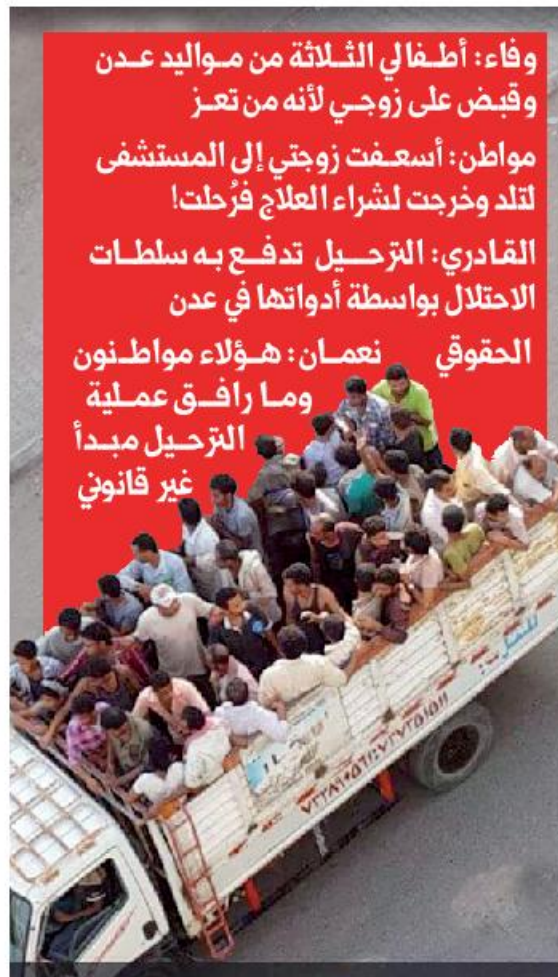 وفاء: أطفالي الثلاثة من مواليد عدن
وقبض على زوجي لأنه من تعز
مواطن: أسعفت زوجتي إلى المستشفى
لتلد وخرجت لشراء العلاج فرُحلت!
القادري: الترحيل تدفع به سلطات
الاحتلال بواسطة أدواتها في عدن
الحقوقي نعمان: هؤلاء مواطنون
وما رافق عملية
الترحيل مبدأ
غير قانوني